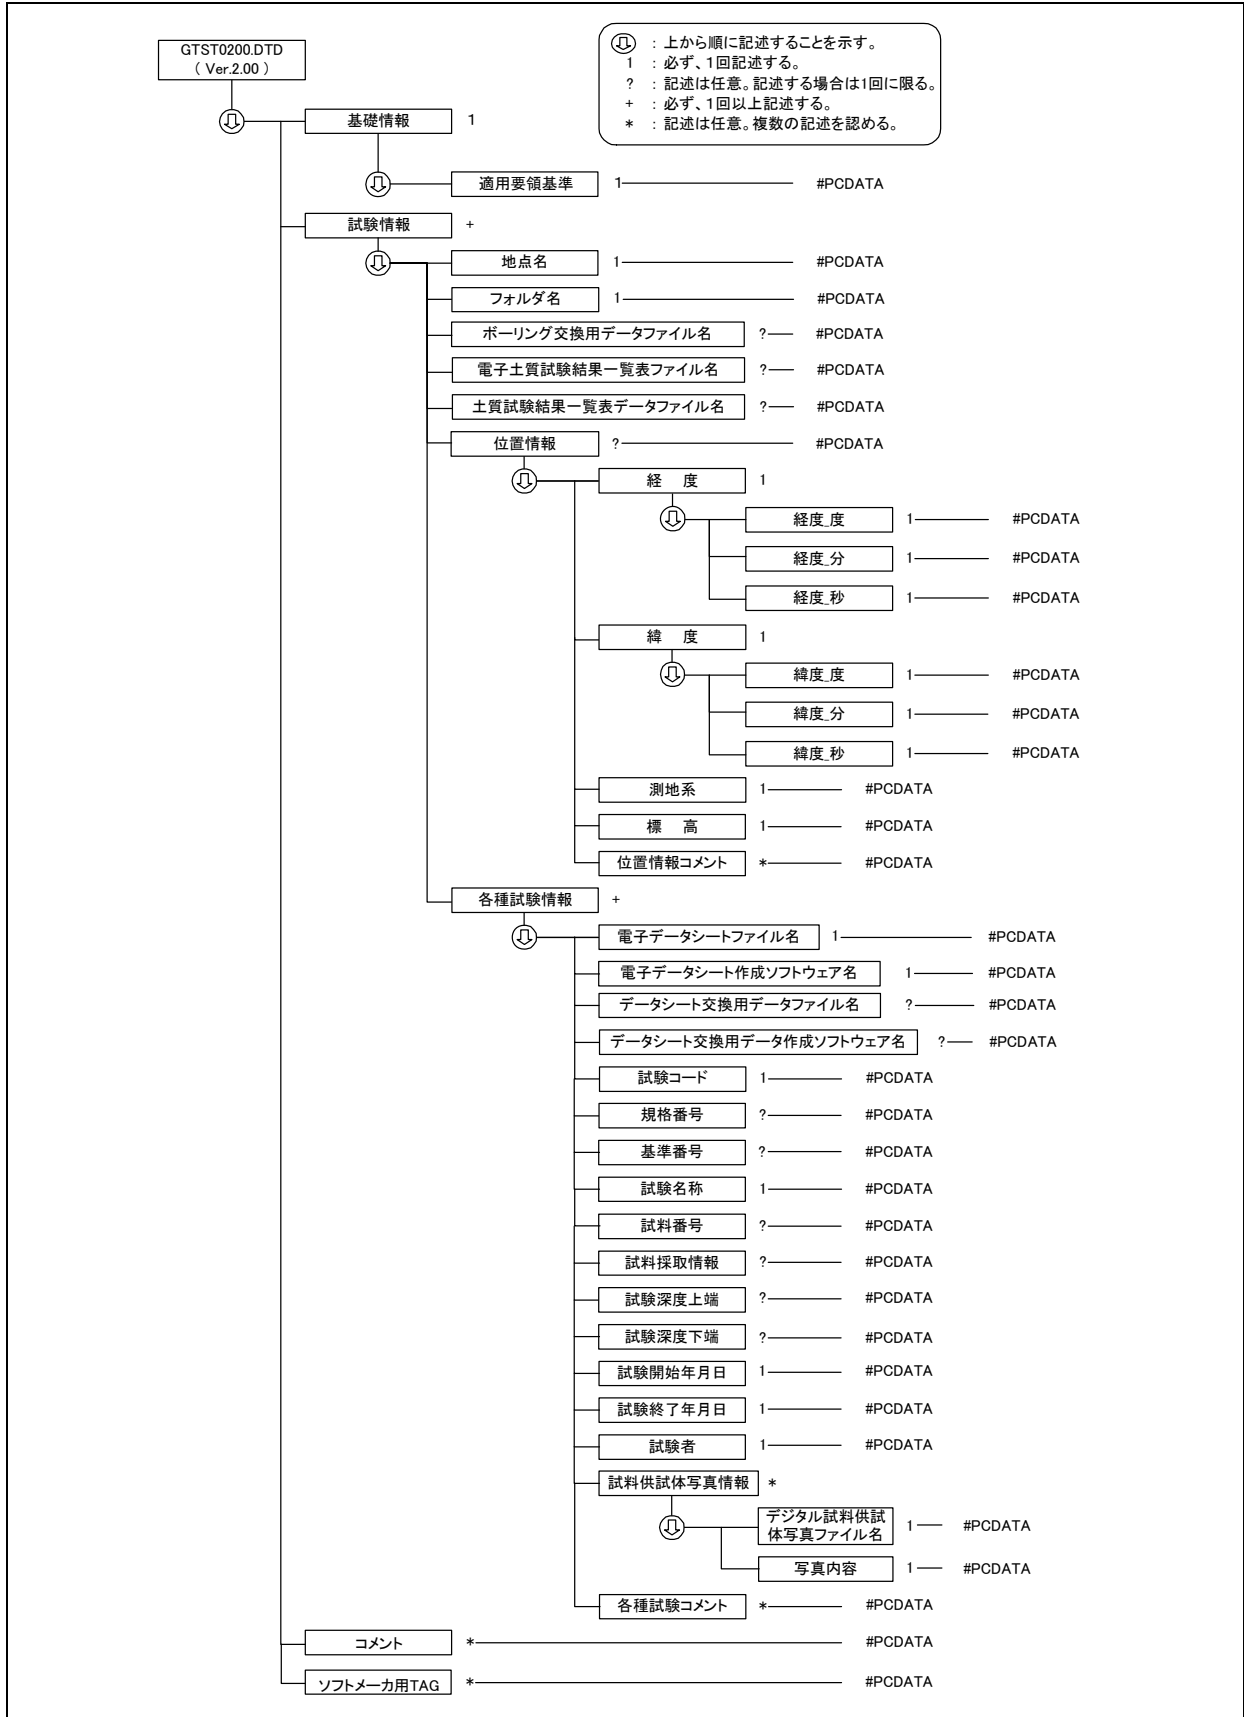 GTST0200.DTD
( Ver.2.00 )
: 上から順に記述することを示す。
1 : 必ず、1回記述する。
? : 記述は任意。記述する場合は1回に限る。
+ : 必ず、1回以上記述する。
* : 記述は任意。複数の記述を認める。
基礎情報 1
適用要領基準 1 #PCDATA
試験情報 +
地点名 1 #PCDATA
フォルダ名 1 #PCDATA
ボーリング交換用データファイル名 ? #PCDATA
電子土質試験結果一覧表ファイル名 ? #PCDATA
土質試験結果一覧表データファイル名 ? #PCDATA
位置情報 ? #PCDATA
経 度 1
経度_度 1 #PCDATA
経度_分 1 #PCDATA
経度_秒 1 #PCDATA
緯 度 1
緯度_度 1 #PCDATA
緯度_分 1 #PCDATA
緯度_秒 1 #PCDATA
測地系 1 #PCDATA
標 高 1 #PCDATA
位置情報コメント * #PCDATA
各種試験情報 +
電子データシートファイル名 1 #PCDATA
電子データシート作成ソフトウェア名 1 #PCDATA
データシート交換用データファイル名 ? #PCDATA
データシート交換用データ作成ソフトウェア名 ? #PCDATA
試験コード 1 #PCDATA
規格番号 ? #PCDATA
基準番号 ? #PCDATA
試験名称 1 #PCDATA
試料番号 ? #PCDATA
試料採取情報 ? #PCDATA
試験深度上端 ? #PCDATA
試験深度下端 ? #PCDATA
試験開始年月日 1 #PCDATA
試験終了年月日 1 #PCDATA
試験者 1 #PCDATA
試料供試体写真情報 *
デジタル試料供試
体写真ファイル名 1 #PCDATA
写真内容 1 #PCDATA
各種試験コメント * #PCDATA
コメント * #PCDATA
ソフトメーカ用TAG * #PCDATA